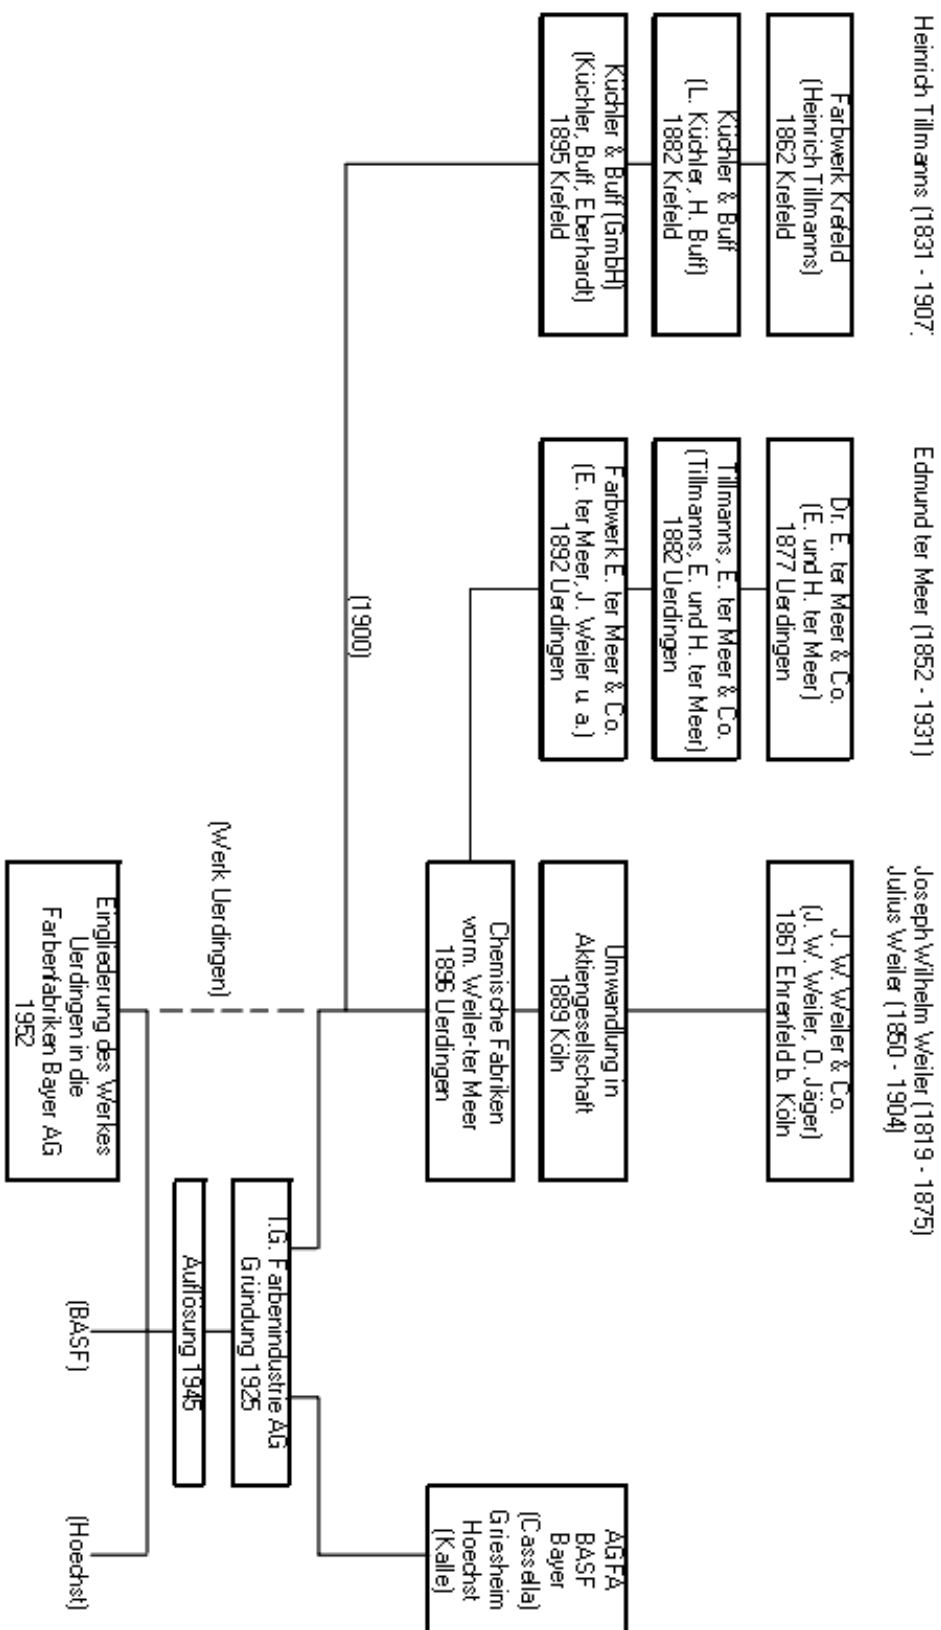 Heinrich Tillmanns (1831 - 1907)
Edmund ter Meer (1852 - 1931)
Joseph Wilhelm Weiler (1819 - 1875)
Julius Weiler (1850 - 1904)
Farbwerk Krefeld
(Heinrich Tillmanns)
1862 Krefeld
Dr. E. ter Meer & Co.
(E. und H. ter Meer)
1877 Uerdingen
J. W. Weiler & Co.
(J. W. Weiler, O. Jäger)
1861 Ehrenfeld b. Köln
Küchler & Buff
(L. Küchler, H. Buff)
1882 Krefeld
Tillmanns, E. ter Meer & Co.
(Tillmanns, E. und H. ter Meer)
1882 Uerdingen
Küchler & Buff (GmbH)
(Küchler, Buff, Eberhardt)
1895 Krefeld
Farbwerk E. ter Meer & Co.
(E. ter Meer, J. Weiler u. a.)
1892 Uerdingen
Umwandlung in
Aktiengesellschaft
1889 Köln
Chemische Fabriken
vorm. Weiler-ter Meer
1896 Uerdingen
AGFA
BASF
Bayer
(Cassella)
Griesheim
Hoechst
(Kalle)
(1900)
I.G. Farbenindustrie AG
Gründung 1925
(Werk Uerdingen)
Auflösung 1945
Eingliederung des Werkes
Uerdingen in die
Farbenfabriken Bayer AG
1952
(BASF)
(Hoechst)